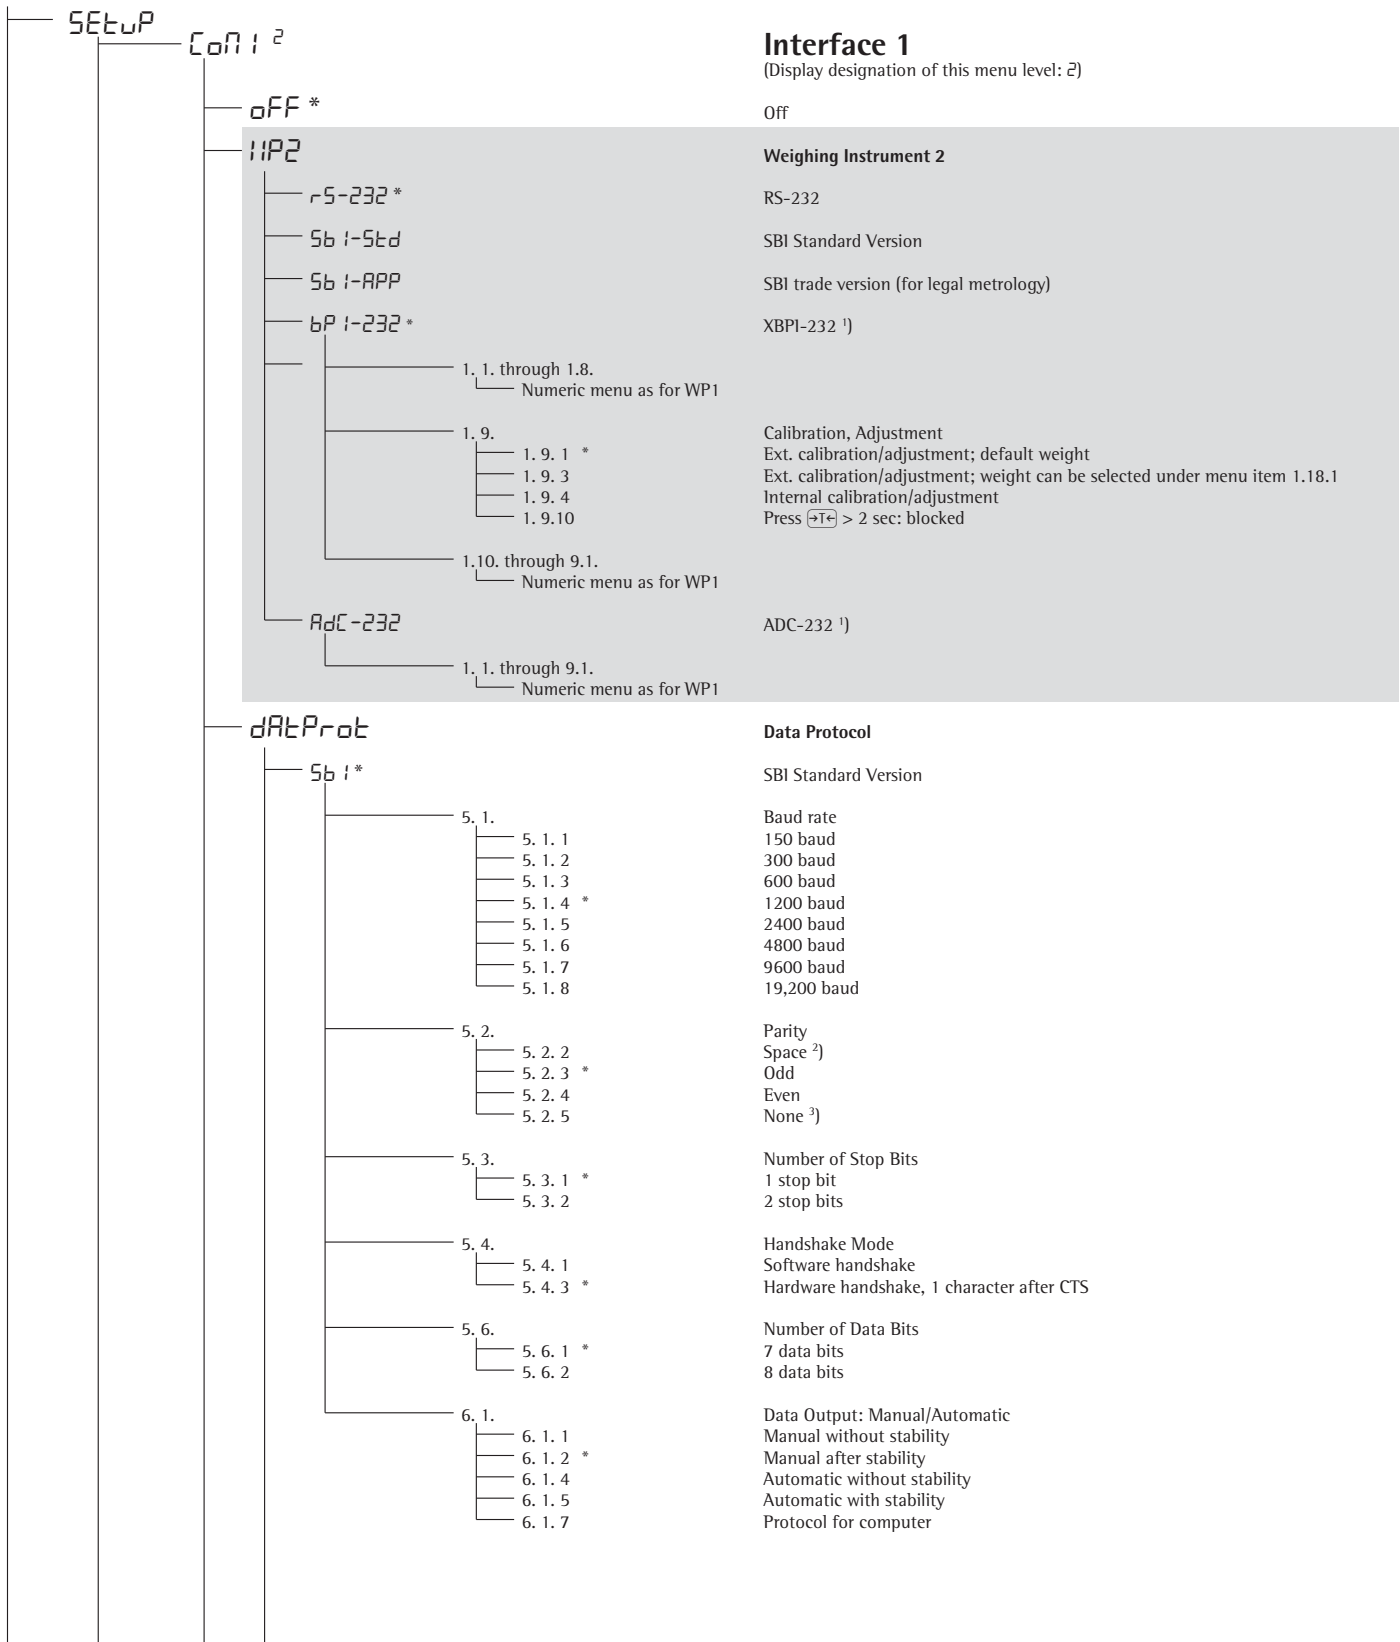 SEtuP
CoM1 ²
Interface 1
(Display designation of this menu level: 2)
oFF *
Off
WP2
Weighing Instrument 2
rS-232 *
RS-232
Sbi-Std
SBI Standard Version
Sbi-APP
SBI trade version (for legal metrology)
bPi-232 *
XBPI-232 ¹)
1. 1. through 1.8.
Numeric menu as for WP1
1. 9. Calibration, Adjustment
1. 9. 1 * Ext. calibration/adjustment; default weight
1. 9. 3 Ext. calibration/adjustment; weight can be selected under menu item 1.18.1
1. 9. 4 Internal calibration/adjustment
1. 9.10 Press →T← > 2 sec: blocked
1.10. through 9.1.
Numeric menu as for WP1
AdC-232
ADC-232 ¹)
1. 1. through 9.1.
Numeric menu as for WP1
dAtProt
Data Protocol
Sbi *
SBI Standard Version
5. 1. Baud rate
5. 1. 1 150 baud
5. 1. 2 300 baud
5. 1. 3 600 baud
5. 1. 4 * 1200 baud
5. 1. 5 2400 baud
5. 1. 6 4800 baud
5. 1. 7 9600 baud
5. 1. 8 19,200 baud
5. 2. Parity
5. 2. 2 Space ²)
5. 2. 3 * Odd
5. 2. 4 Even
5. 2. 5 None ³)
5. 3. Number of Stop Bits
5. 3. 1 * 1 stop bit
5. 3. 2 2 stop bits
5. 4. Handshake Mode
5. 4. 1 Software handshake
5. 4. 3 * Hardware handshake, 1 character after CTS
5. 6. Number of Data Bits
5. 6. 1 * 7 data bits
5. 6. 2 8 data bits
6. 1. Data Output: Manual/Automatic
6. 1. 1 Manual without stability
6. 1. 2 * Manual after stability
6. 1. 4 Automatic without stability
6. 1. 5 Automatic with stability
6. 1. 7 Protocol for computer